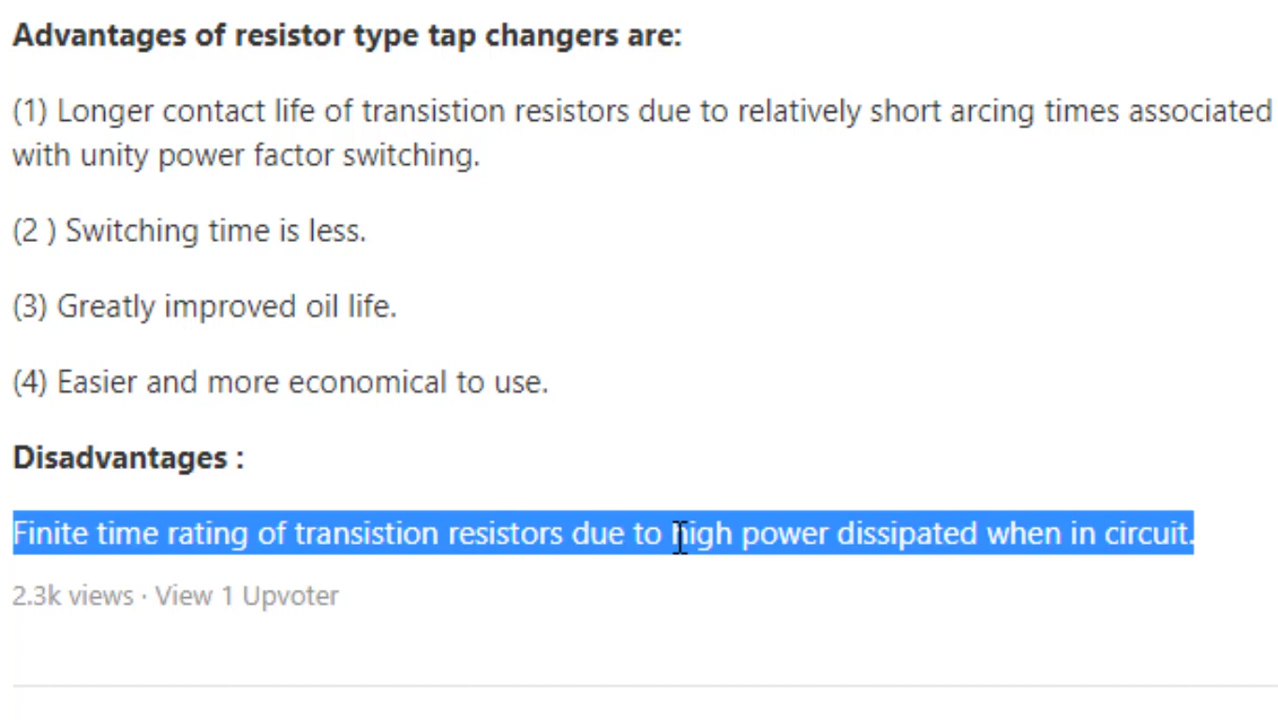 Advantages of resistor type tap changers are:
(1) Longer contact life of transistion resistors due to relatively short arcing times associated
with unity power factor switching.
(2 ) Switching time is less.
(3) Greatly improved oil life.
(4) Easier and more economical to use.
Disadvantages :
Finite time rating of transistion resistors due to high power dissipated when in circuit.
2.3k views · View 1 Upvoter